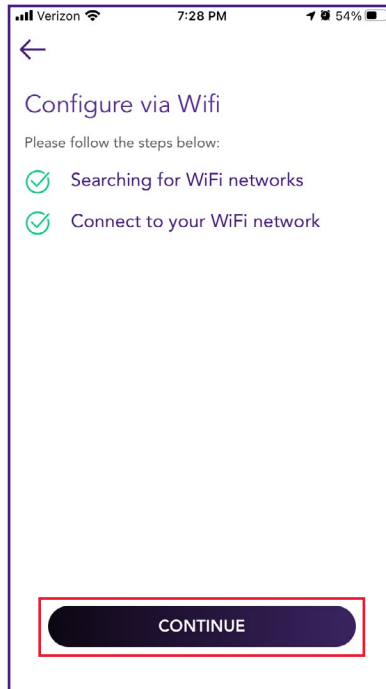 Verizon 7:28 PM 54%
Configure via Wifi
Please follow the steps below:
Searching for WiFi networks
Connect to your WiFi network
CONTINUE